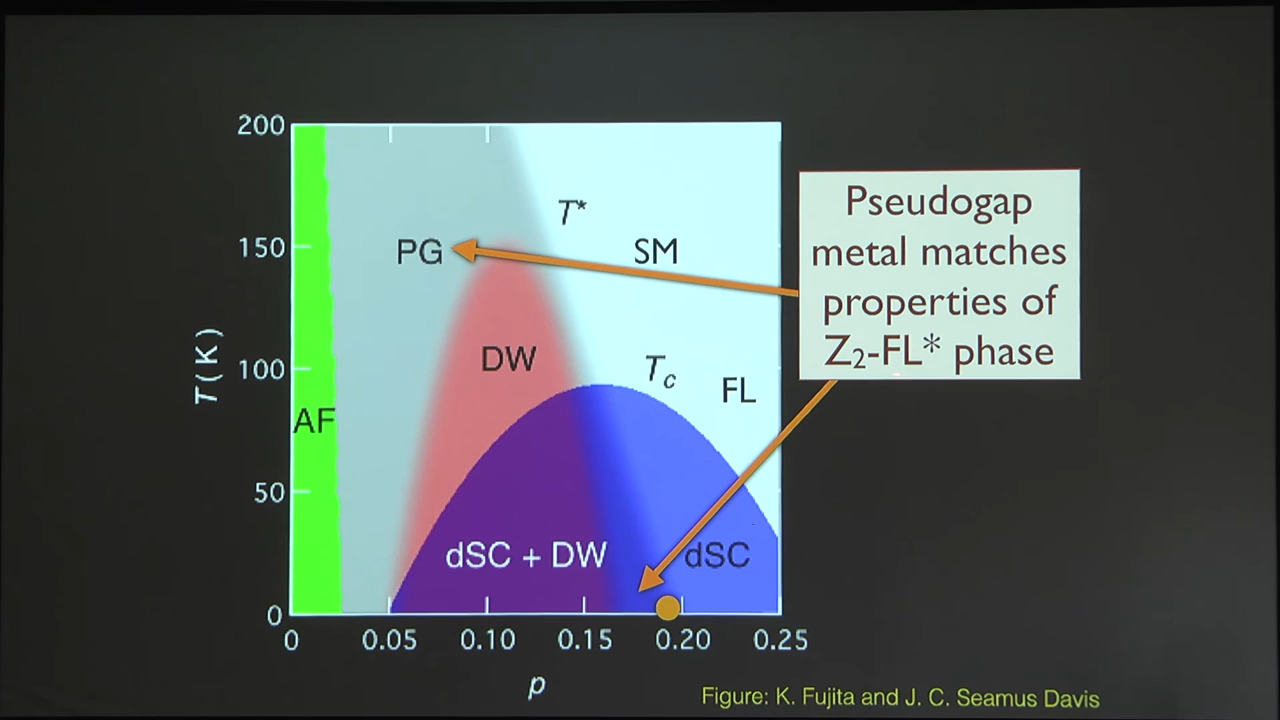 200
150
100
50
0
T(K)
0
0.05
0.10
0.15
0.20
0.25
p
AF
PG
T*
SM
DW
Tc
FL
dSC + DW
dSC
Pseudogap
metal matches
properties of
Z₂-FL* phase
Figure: K. Fujita and J. C. Seamus Davis